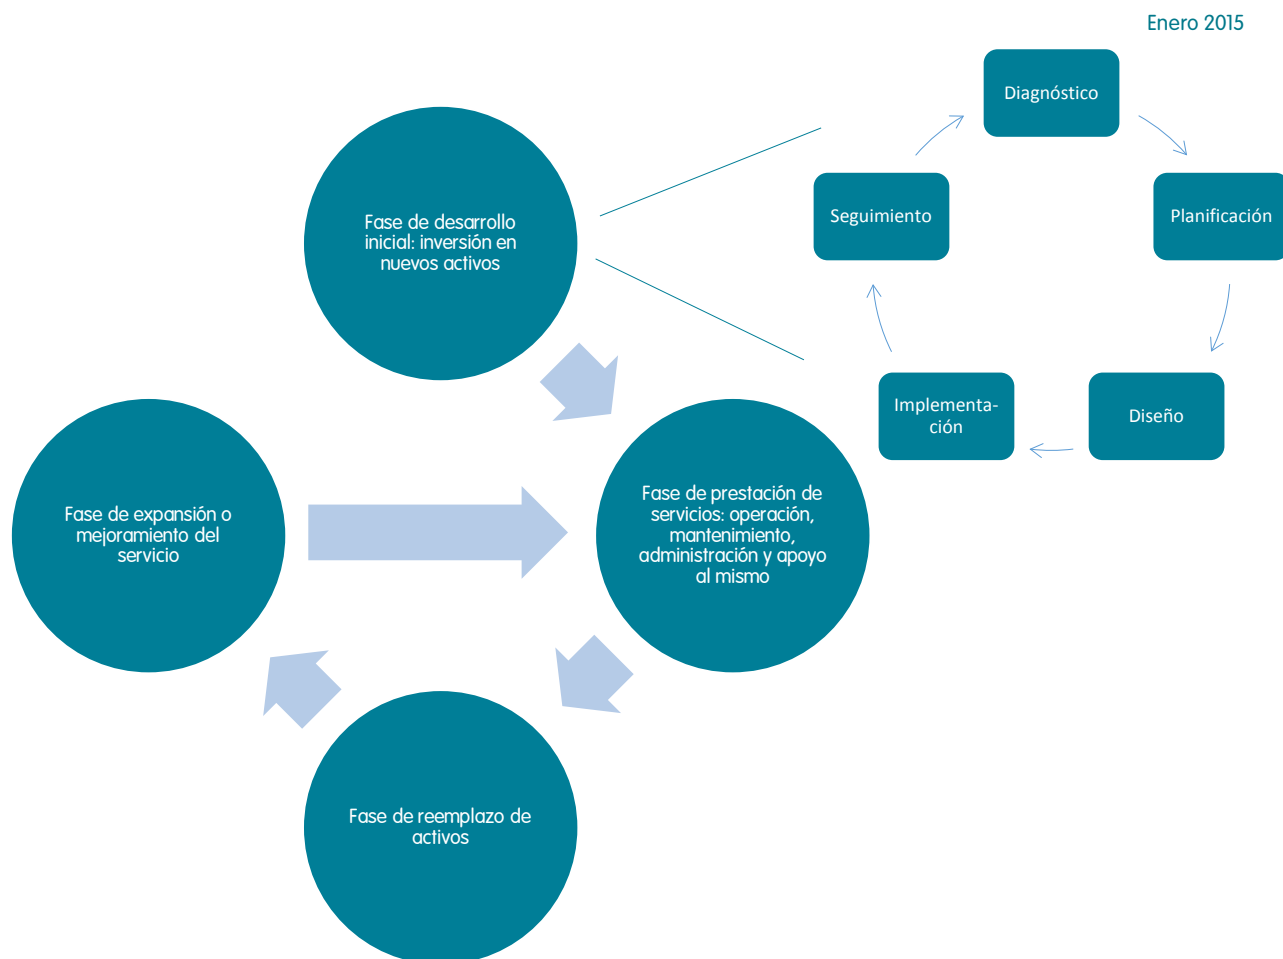 Enero 2015
Diagnóstico
Seguimiento
Planificación
Fase de desarrollo
inicial: inversión en
nuevos activos
Implementa-
ción
Diseño
Fase de expansión o
mejoramiento del
servicio
Fase de prestación de
servicios: operación,
mantenimiento,
administración y apoyo
al mismo
Fase de reemplazo de
activos